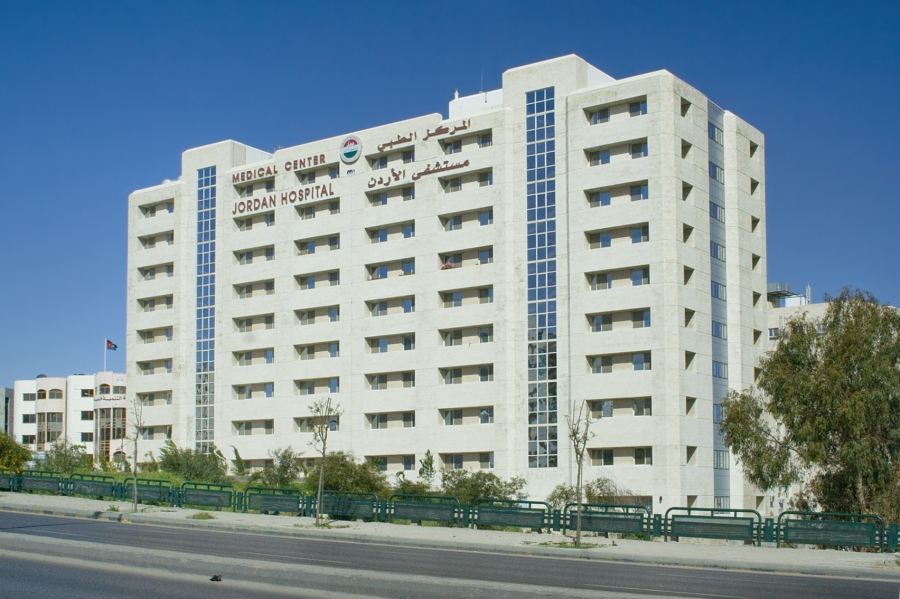 MEDICAL CENTER
JORDAN HOSPITAL
المركز الطبي
مستشفى الأردن